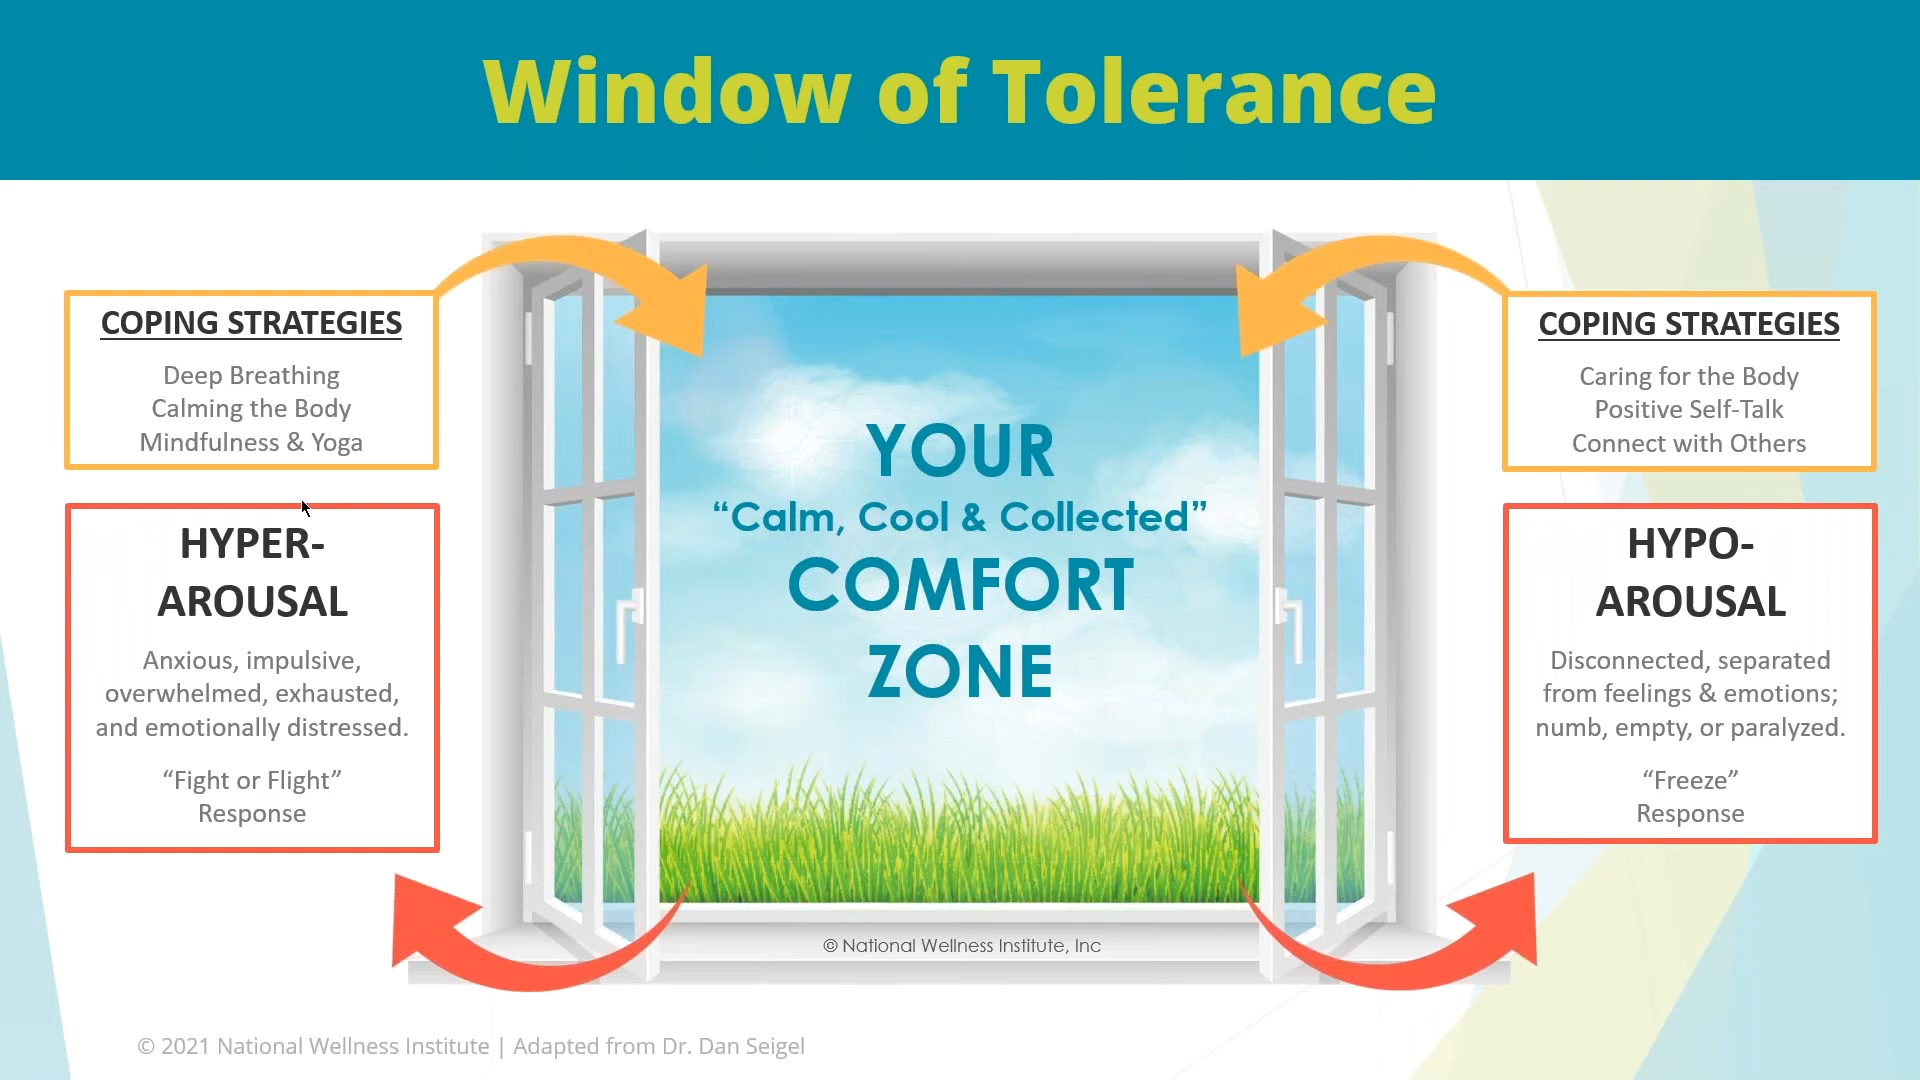 Window of Tolerance
COPING STRATEGIES
Deep Breathing
Calming the Body
Mindfulness & Yoga
HYPER-
AROUSAL
Anxious, impulsive,
overwhelmed, exhausted,
and emotionally distressed.
“Fight or Flight”
Response
YOUR
“Calm, Cool & Collected”
COMFORT
ZONE
© National Wellness Institute, Inc
COPING STRATEGIES
Caring for the Body
Positive Self-Talk
Connect with Others
HYPO-
AROUSAL
Disconnected, separated
from feelings & emotions;
numb, empty, or paralyzed.
“Freeze”
Response
© 2021 National Wellness Institute | Adapted from Dr. Dan Seigel